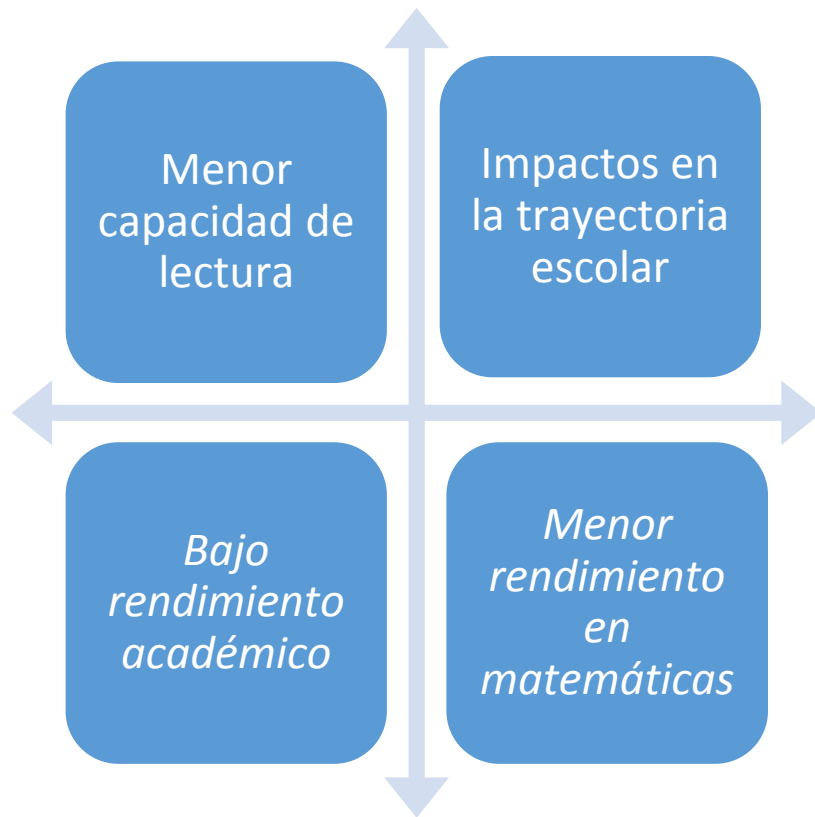 Menor
capacidad de
lectura
Impactos en
la trayectoria
escolar
Bajo
rendimiento
académico
Menor
rendimiento
en
matemáticas